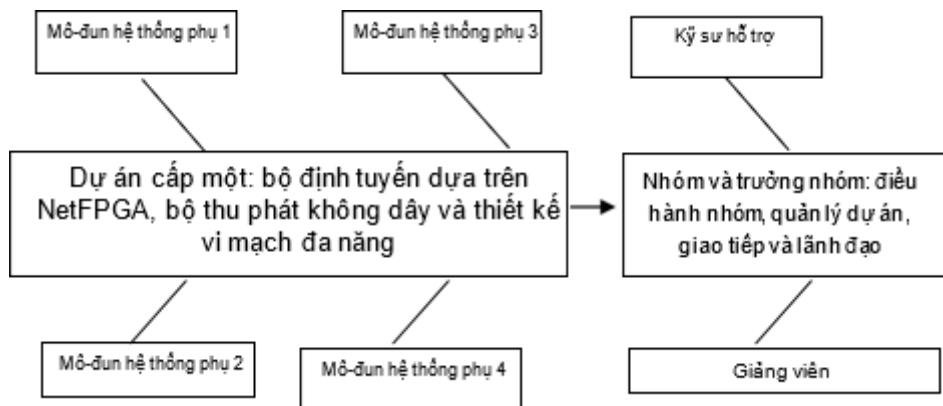 Mô-đun hệ thống phụ 1
Mô-đun hệ thống phụ 3
Kỹ sư hỗ trợ
Dự án cấp một: bộ định tuyến dựa trên
NetFPGA, bộ thu phát không dây và thiết kế
vi mạch đa năng
Nhóm và trưởng nhóm: điều
hành nhóm, quản lý dự án,
giao tiếp và lãnh đạo
Mô-đun hệ thống phụ 2
Mô-đun hệ thống phụ 4
Giảng viên